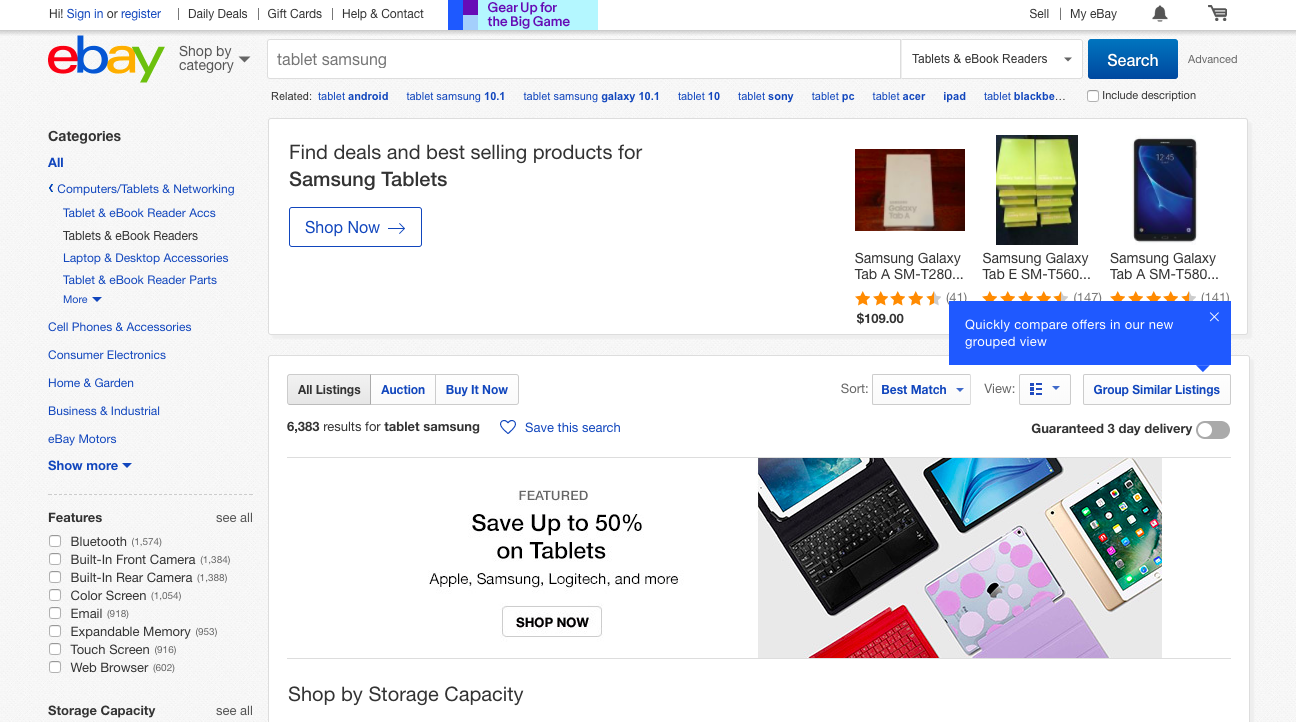 Hi! Sign in or register
Daily Deals
Gift Cards
Help & Contact
Gear Up for
the Big Game
Sell
My eBay
ebay
Shop by
category
tablet samsung
Tablets & eBook Readers
Search
Advanced
Related: tablet android tablet samsung 10.1 tablet samsung galaxy 10.1 tablet 10 tablet sony tablet pc tablet acer ipad tablet blackbe...
Include description
Categories
All
Computers/Tablets & Networking
Tablet & eBook Reader Accs
Tablets & eBook Readers
Laptop & Desktop Accessories
Tablet & eBook Reader Parts
More
Cell Phones & Accessories
Consumer Electronics
Home & Garden
Business & Industrial
eBay Motors
Show more
Features see all
Bluetooth (1,574)
Built-In Front Camera (1,384)
Built-In Rear Camera (1,388)
Color Screen (1,054)
Email (918)
Expandable Memory (953)
Touch Screen (916)
Web Browser (602)
Storage Capacity see all
Find deals and best selling products for
Samsung Tablets
Shop Now
Galaxy
Tab A
12:45
Samsung Galaxy
Tab A SM-T280...
(41)
$109.00
Samsung Galaxy
Tab E SM-T560...
(147)
Samsung Galaxy
Tab A SM-T580...
(141)
Quickly compare offers in our new
grouped view
All Listings
Auction
Buy It Now
Sort: Best Match
View:
Group Similar Listings
6,383 results for tablet samsung
Save this search
Guaranteed 3 day delivery
FEATURED
Save Up to 50%
on Tablets
Apple, Samsung, Logitech, and more
SHOP NOW
Shop by Storage Capacity